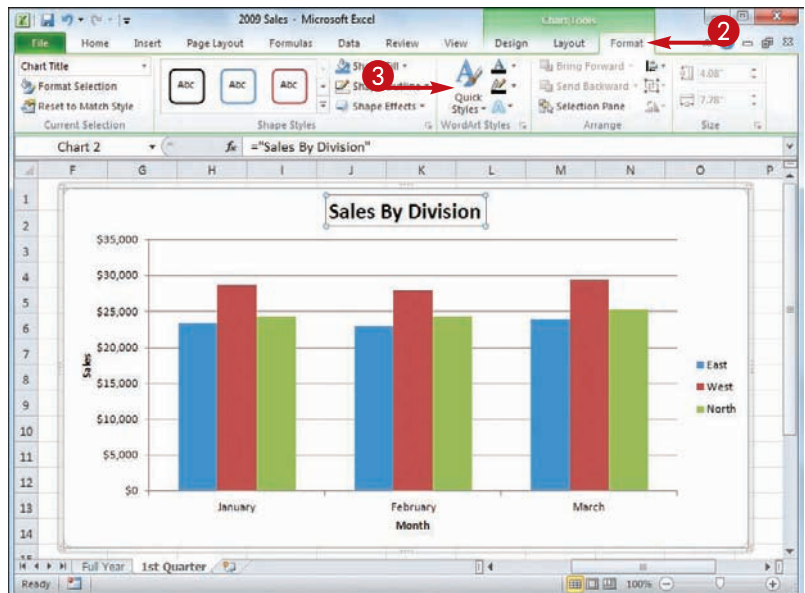 2009 Sales - Microsoft Excel
Chart Tools
File Home Insert Page Layout Formulas Data Review View Design Layout Format
2
Chart Title
Format Selection
Reset to Match Style
Current Selection
Abc Abc Abc
3
Shape Effects
Shape Styles
Quick Styles
WordArt Styles
Bring Forward
Send Backward
Selection Pane
Arrange
4.08"
7.28"
Size
Chart 2 fx ="Sales By Division"
F G H I J K L M N O P
1
2
3
4
5
6
7
8
9
10
11
12
13
14
Sales By Division
$35,000
$30,000
$25,000
$20,000
$15,000
$10,000
$5,000
$0
Sales
January February March
Month
East
West
North
Full Year 1st Quarter
Ready 100%